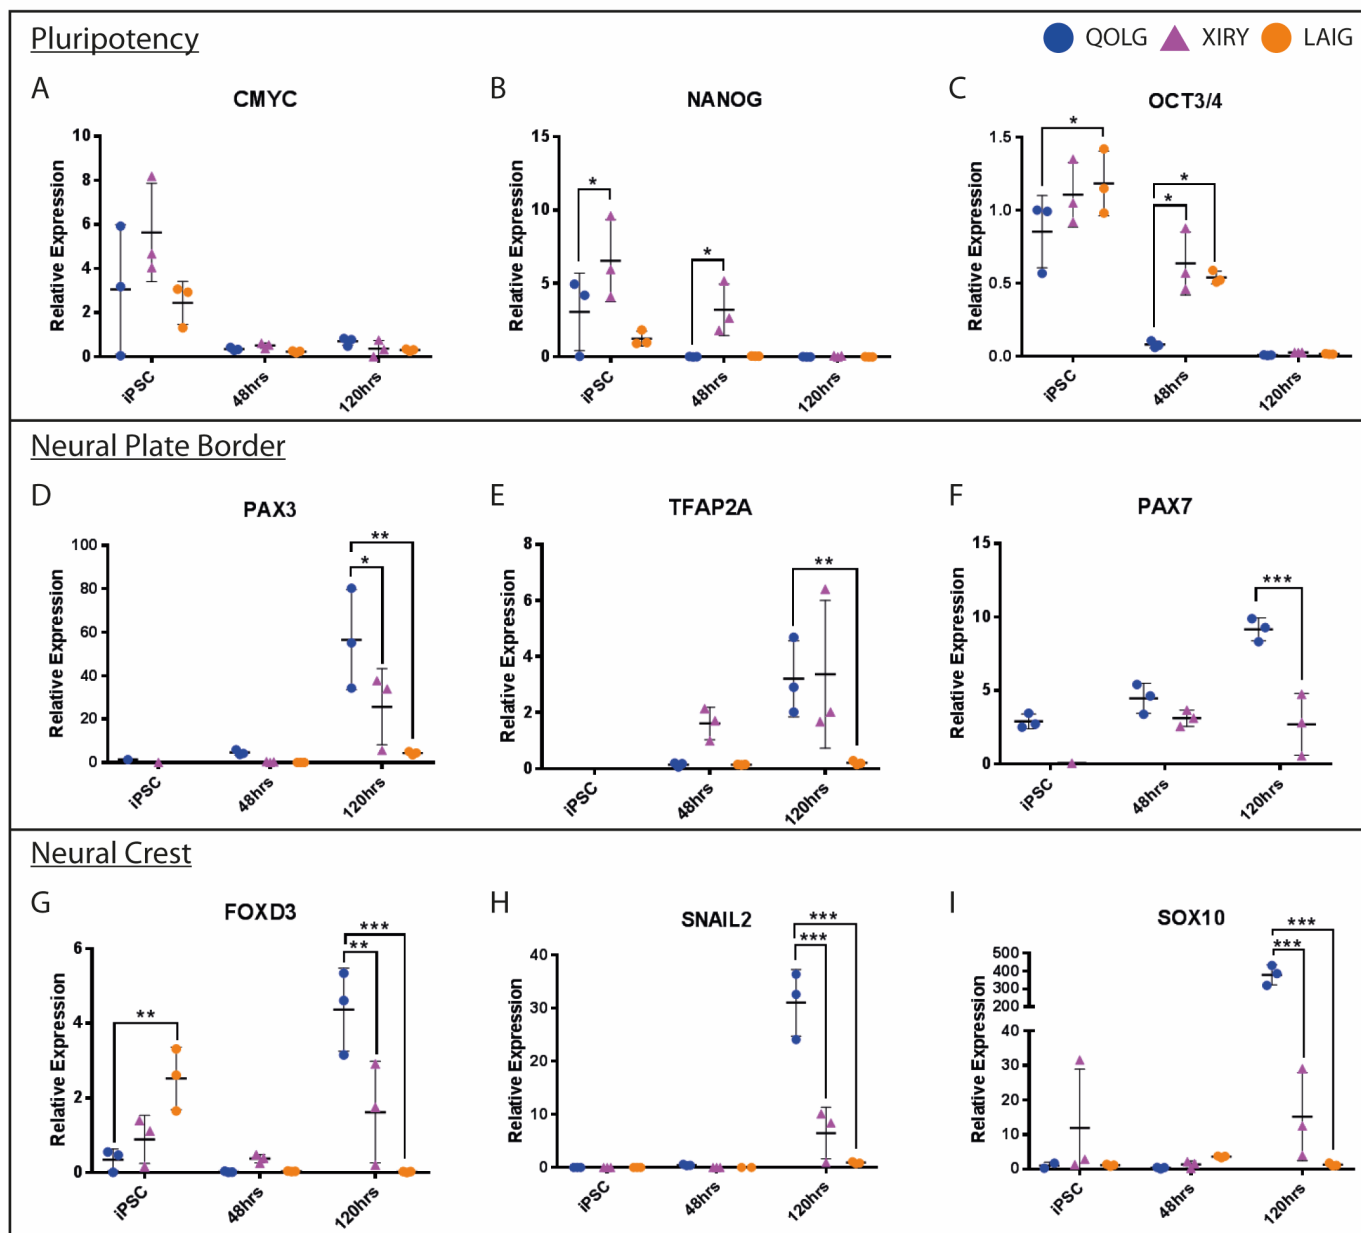 Pluripotency
QOLG XIRY LAIG
A
CMYC
Relative Expression
10
8
6
4
2
0
iPSC 48hrs 120hrs
B
NANOG
Relative Expression
15
10
5
0
* *
iPSC 48hrs 120hrs
C
OCT3/4
Relative Expression
1.5
1.0
0.5
0.0
* * *
iPSC 48hrs 120hrs
Neural Plate Border
D
PAX3
Relative Expression
100
80
60
40
20
0
**
*
iPSC 48hrs 120hrs
E
TFAP2A
Relative Expression
8
6
4
2
0
**
iPSC 48hrs 120hrs
F
PAX7
Relative Expression
15
10
5
0
***
iPSC 48hrs 120hrs
Neural Crest
G
FOXD3
Relative Expression
6
4
2
0
**
***
**
iPSC 48hrs 120hrs
H
SNAIL2
Relative Expression
40
30
20
10
0
***
***
iPSC 48hrs 120hrs
I
SOX10
Relative Expression
500
400
300
200
40
30
20
10
0
***
***
iPSC 48hrs 120hrs